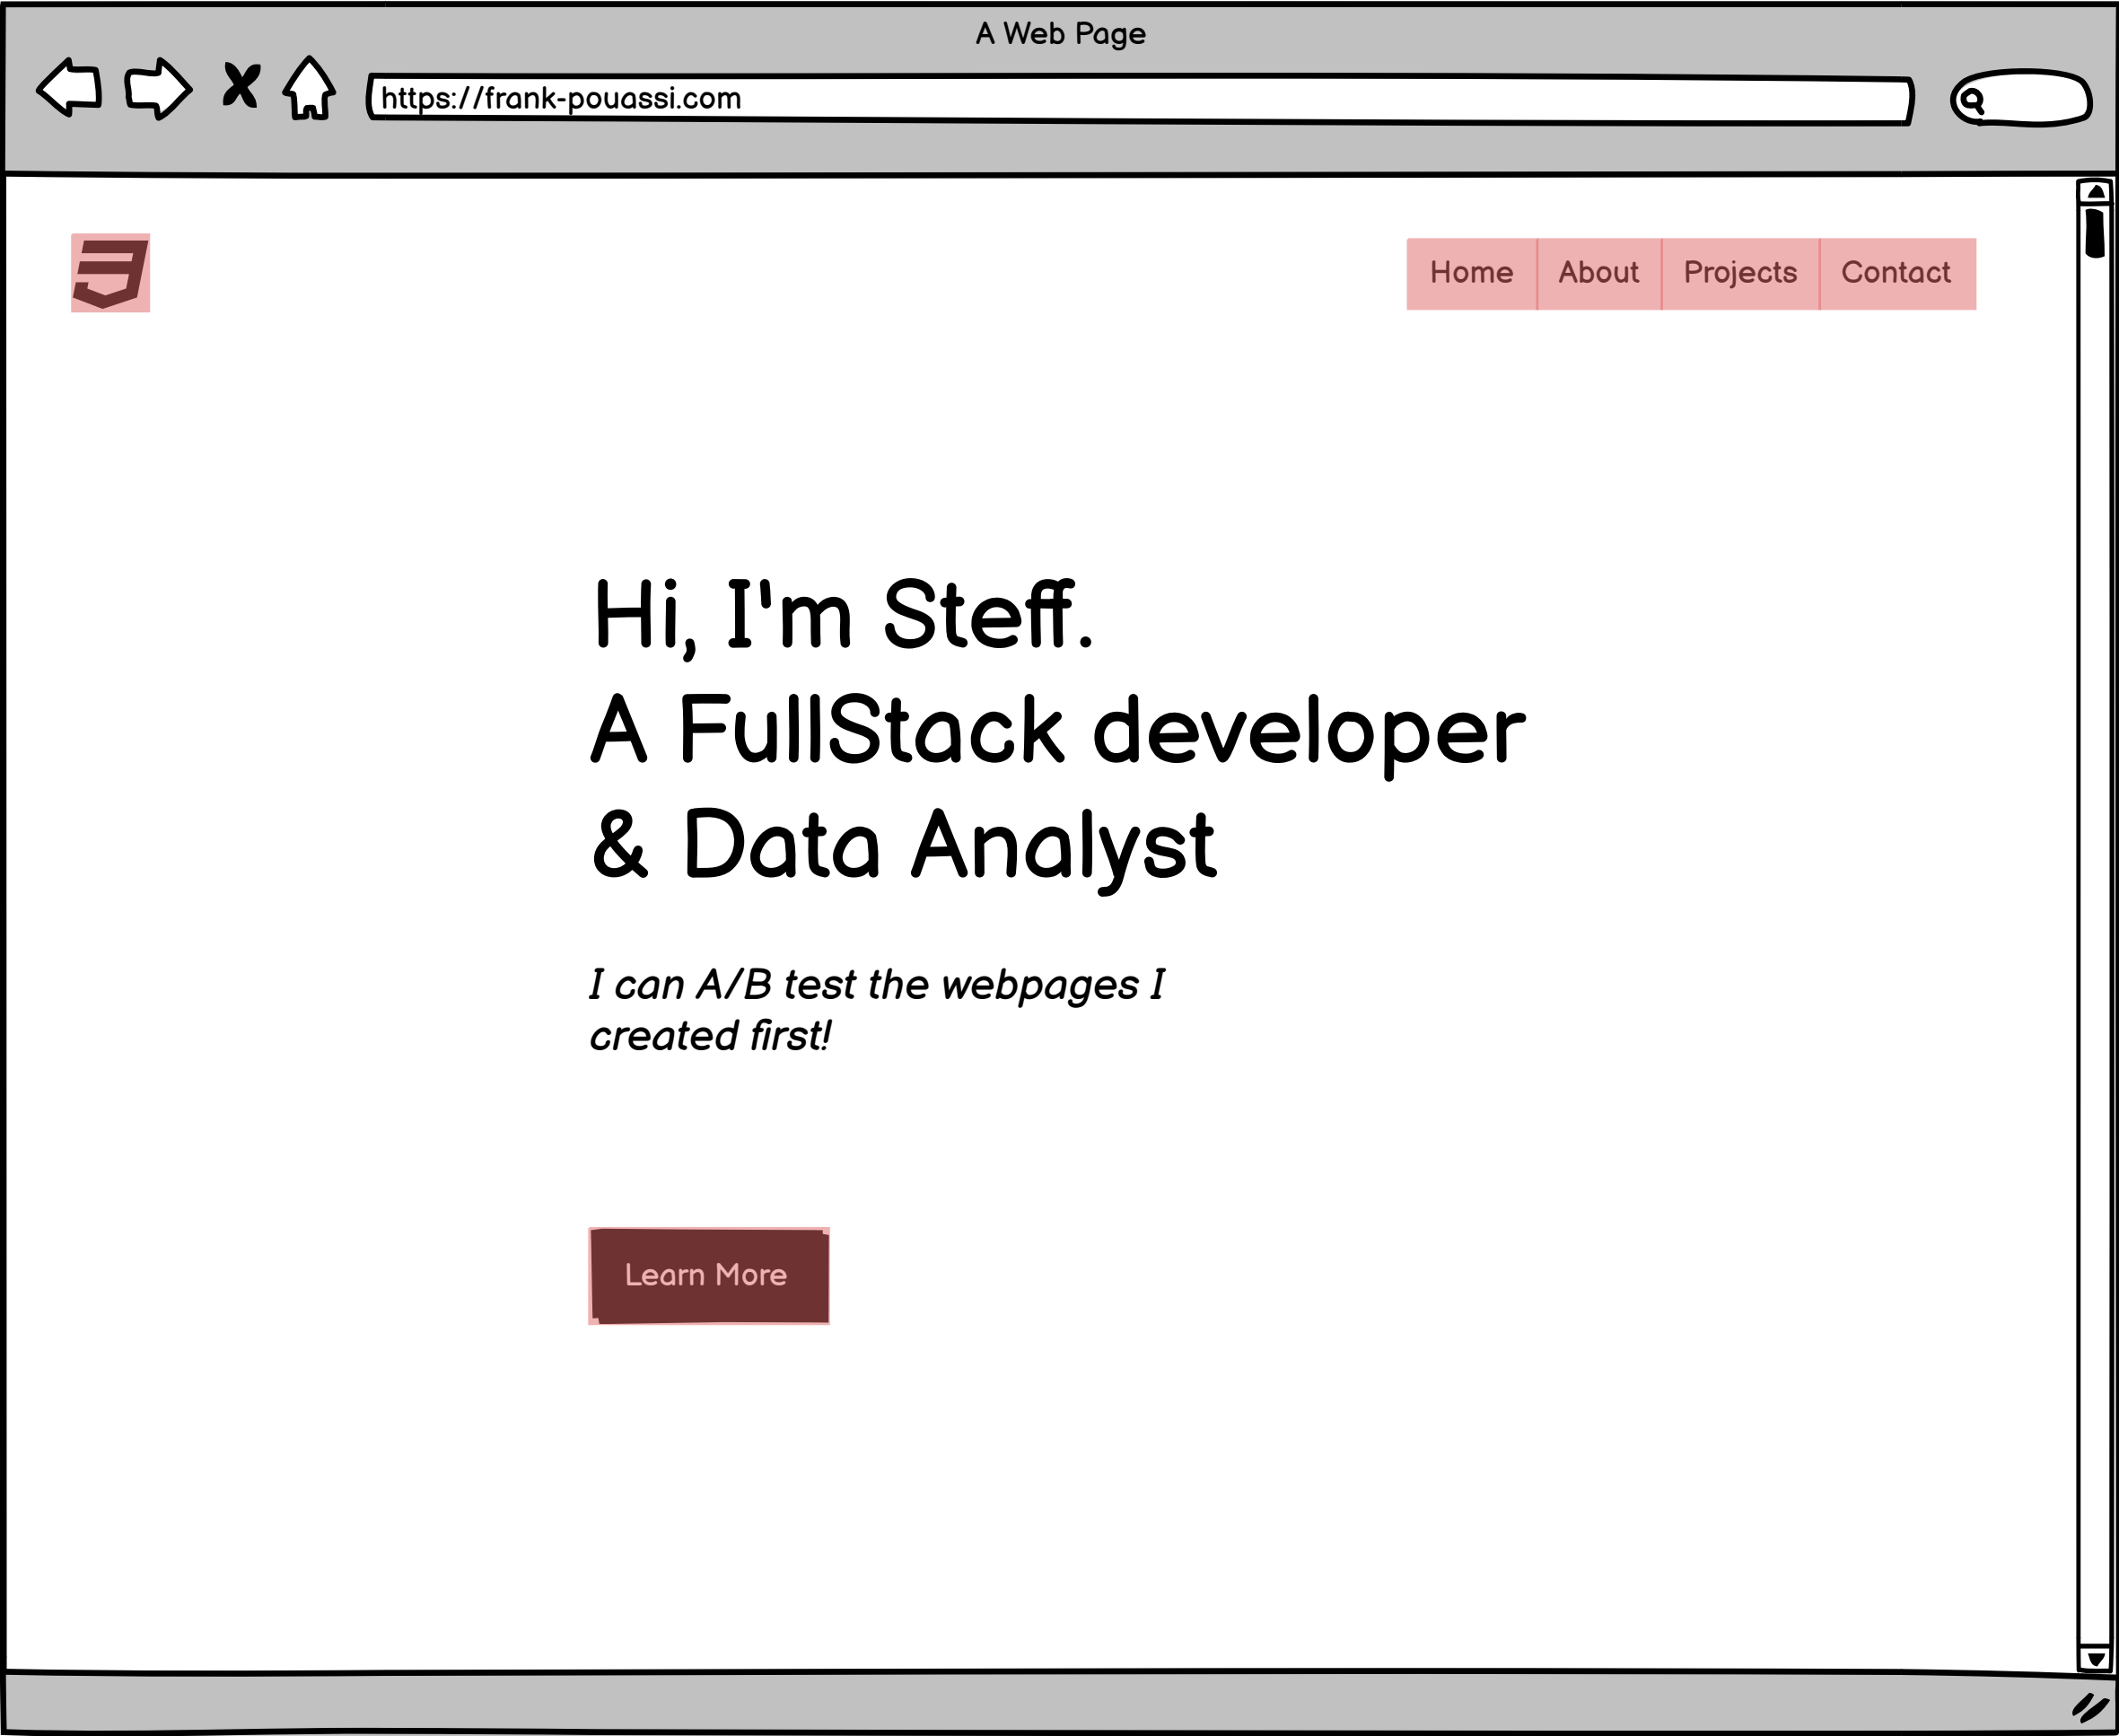 A Web Page
https://frank-pouassi.com
Home About Projects Contact
Hi, I'm Steff.
A FullStack developer
& Data Analyst
I can A/B test the webpages I
created first!
Learn More